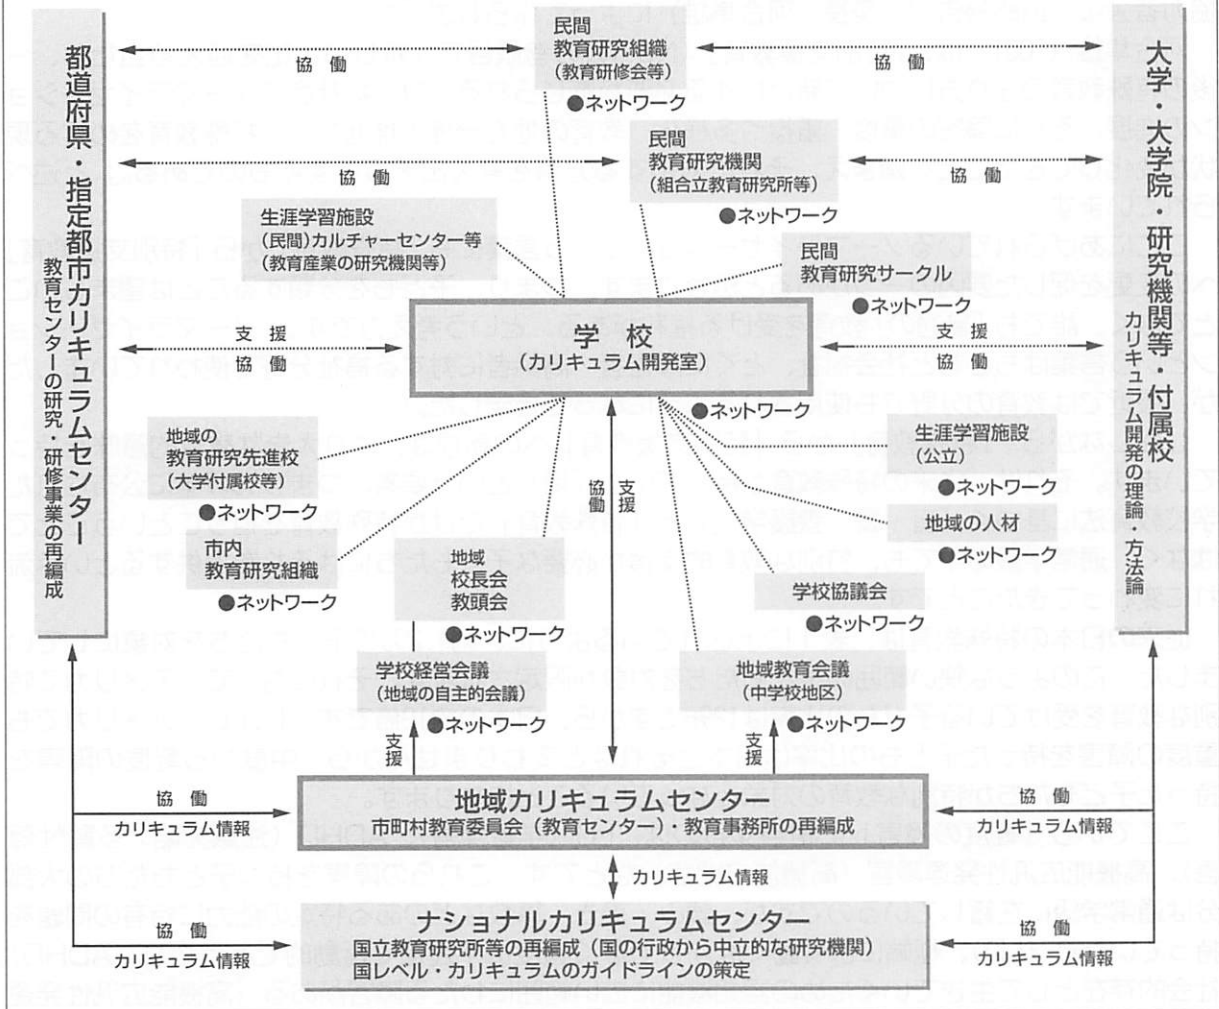 都道府県・指定都市カリキュラムセンター
教育センターの研究・研修事業の再編成
大学・大学院・研究機関等・付属校
カリキュラム開発の理論・方法論
民間
教育研究組織
(教育研修会等)
●ネットワーク
協　働
協　働
民間
教育研究機関
(組合立教育研究所等)
●ネットワーク
協　働
協　働
生涯学習施設
(民間)カルチャーセンター等
(教育産業の研究機関等)
民間
教育研究サークル
●ネットワーク
学　校
(カリキュラム開発室)
●ネットワーク
支　援
協　働
支　援
協　働
地域の
教育研究先進校
(大学付属校等)
●ネットワーク
市内
教育研究組織
●ネットワーク
地域
校長会
教頭会
●ネットワーク
協働
支援
生涯学習施設
(公立)
●ネットワーク
地域の人材
●ネットワーク
学校協議会
●ネットワーク
学校経営会議
(地域の自主的会議)
●ネットワーク
地域教育会議
(中学校地区)
●ネットワーク
支援
支援
地域カリキュラムセンター
市町村教育委員会（教育センター）・教育事務所の再編成
協　働
カリキュラム情報
協　働
カリキュラム情報
カリキュラム情報
ナショナルカリキュラムセンター
国立教育研究所等の再編成（国の行政から中立的な研究機関）
国レベル・カリキュラムのガイドラインの策定
協　働
カリキュラム情報
協　働
カリキュラム情報